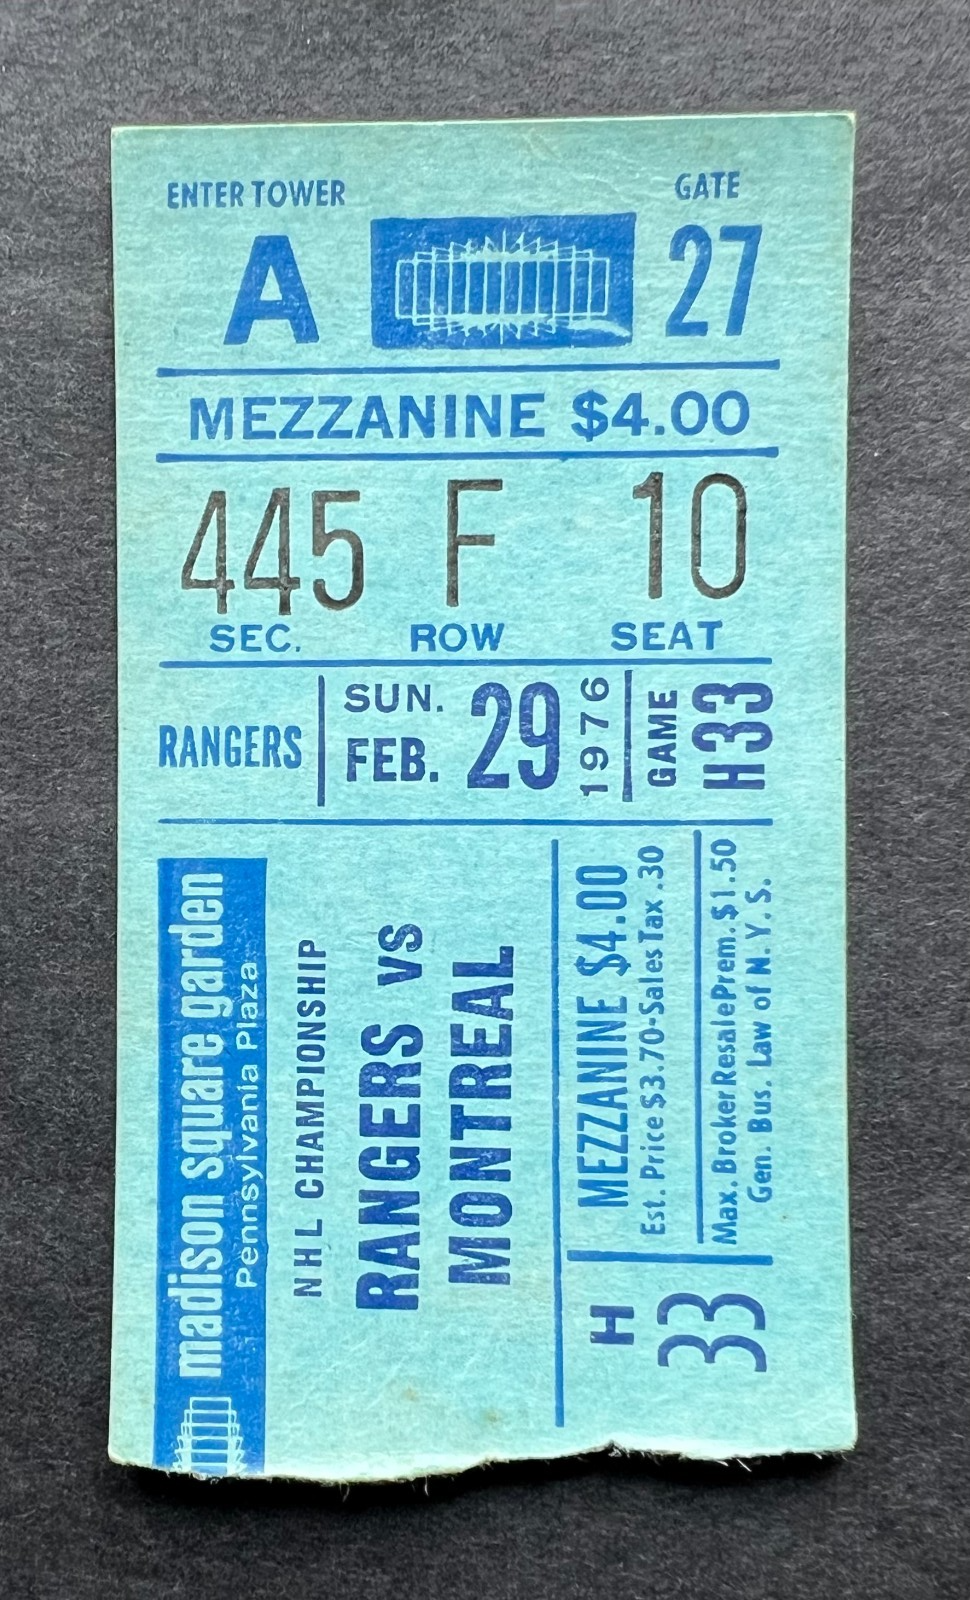 ENTER TOWER
GATE
A
27
MEZZANINE $4.00
445 F 10
SEC. ROW SEAT
RANGERS
SUN.
FEB. 29
1976
GAME
H33
madison square garden
Pennsylvania Plaza
NHL CHAMPIONSHIP
RANGERS VS
MONTREAL
MEZZANINE $4.00
Est. Price $3.70-Sales Tax .30
Max. Broker Resale Prem. $1.50
Gen. Bus. Law of N.Y.S.
H
33